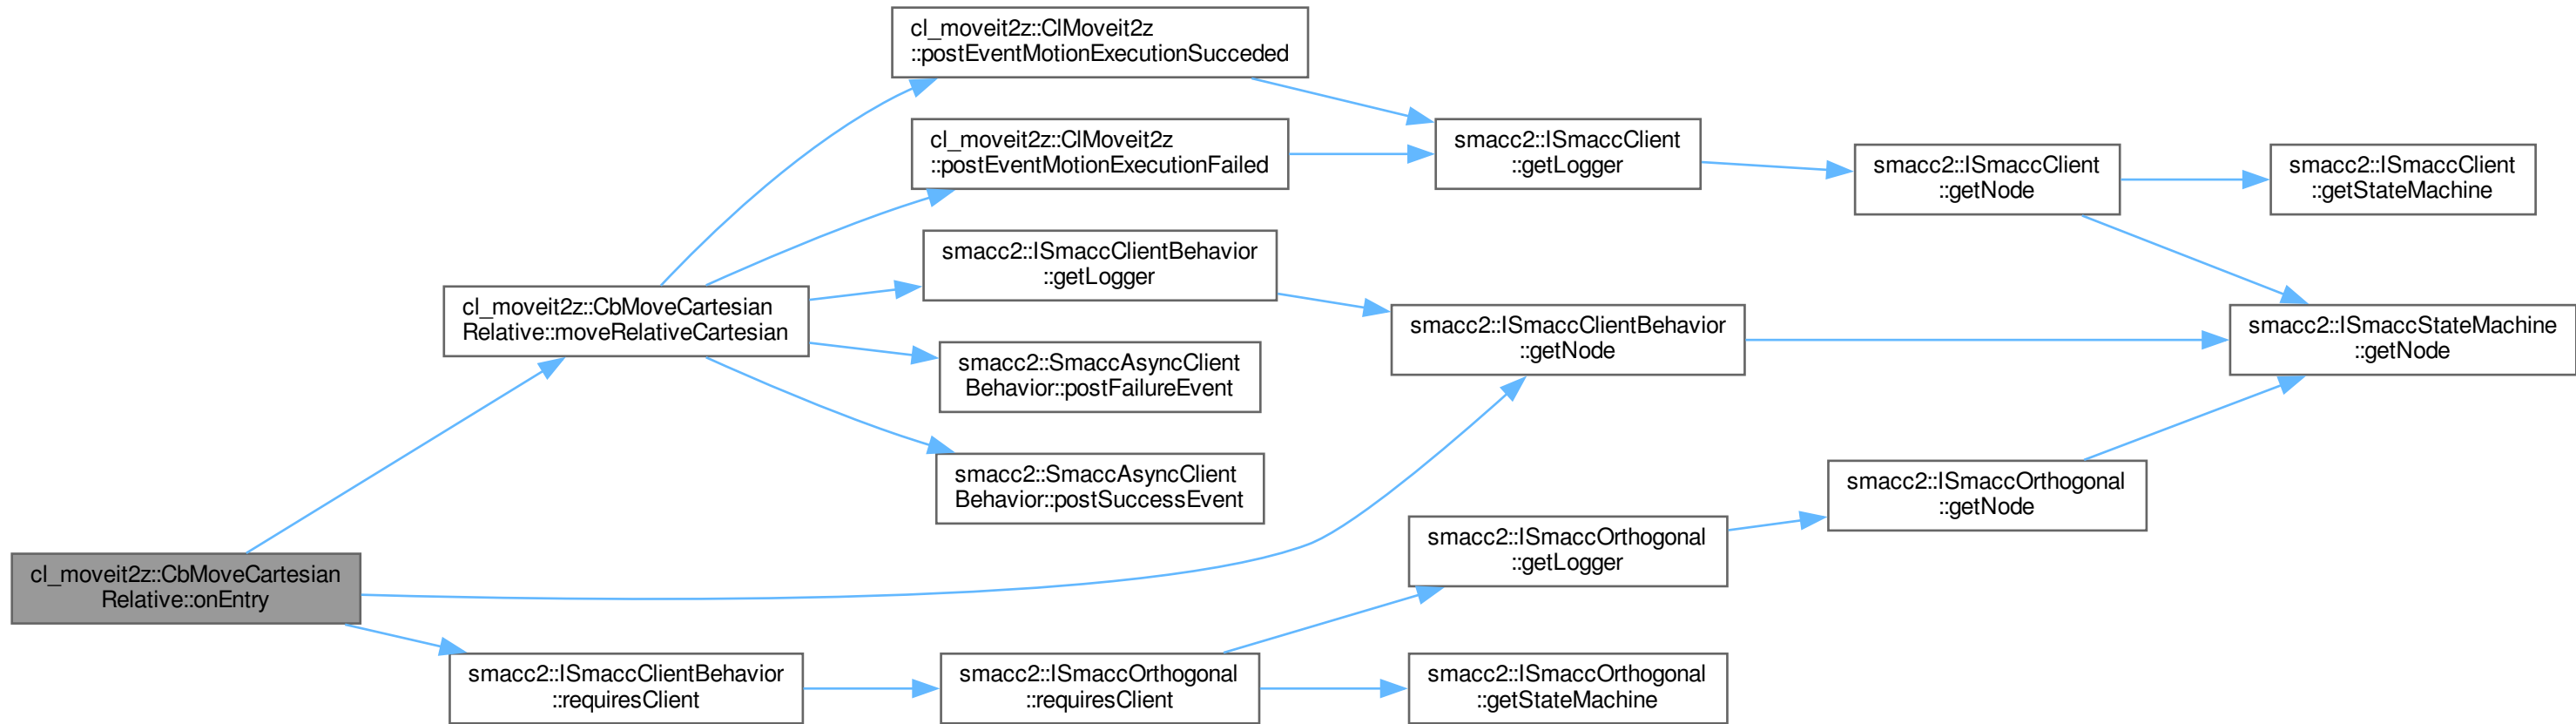 cl_moveit2z::ClMoveit2z
::postEventMotionExecutionSucceded
cl_moveit2z::ClMoveit2z
::postEventMotionExecutionFailed
smacc2::ISmaccClient
::getLogger
smacc2::ISmaccClient
::getNode
smacc2::ISmaccClient
::getStateMachine
smacc2::ISmaccClientBehavior
::getLogger
cl_moveit2z::CbMoveCartesian
Relative::moveRelativeCartesian
smacc2::ISmaccClientBehavior
::getNode
smacc2::ISmaccStateMachine
::getNode
smacc2::SmaccAsyncClient
Behavior::postFailureEvent
smacc2::SmaccAsyncClient
Behavior::postSuccessEvent
smacc2::ISmaccOrthogonal
::getNode
smacc2::ISmaccOrthogonal
::getLogger
cl_moveit2z::CbMoveCartesian
Relative::onEntry
smacc2::ISmaccClientBehavior
::requiresClient
smacc2::ISmaccOrthogonal
::requiresClient
smacc2::ISmaccOrthogonal
::getStateMachine